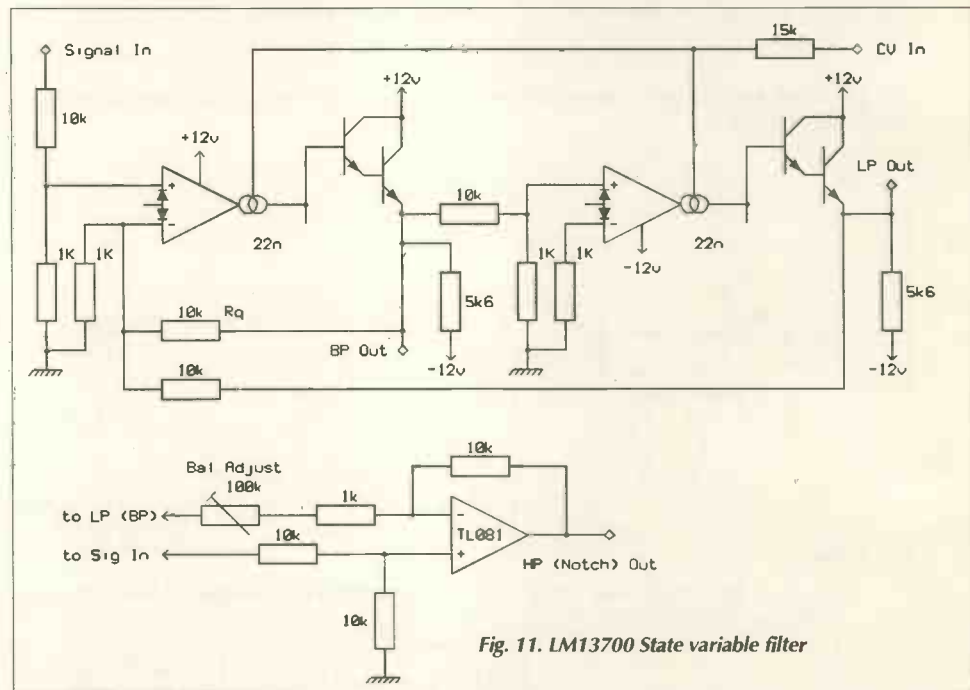 Signal In
15k
CV In
+12v
+12v
10k
+12v
LP Out
10k
+
-
+
-
22n
22n
1K
1K
1K
1K
-12v
5k6
5k6
10k
Rq
BP Out
-12v
-12v
10k
10k
Bal Adjust
100k
1k
to LP (BP)
-
TL081
10k
to Sig In
+
HP (Notch) Out
10k
Fig. 11. LM13700 State variable filter